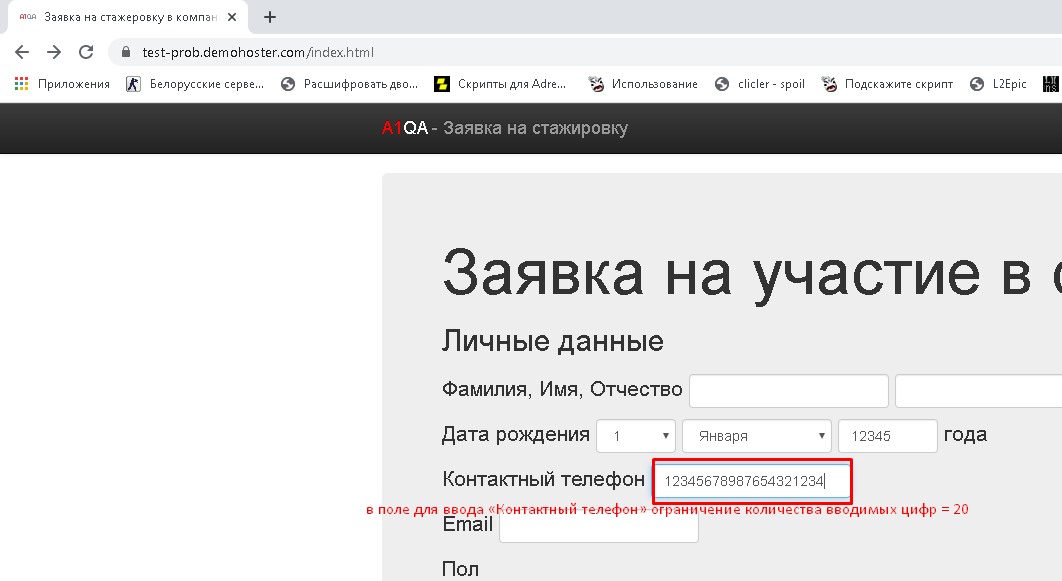 A1QA Заявка на стажеровку в компан
test-prob.demohoster.com/index.html
Приложения Белорусские серве... Расшифровать дво... Скрипты для Adre... Использование clicler - spoil Подскажите скрипт L2Epic
A1QA - Заявка на стажировку
Заявка на участие в с
Личные данные
Фамилия, Имя, Отчество
Дата рождения 1 Января 12345 года
Контактный телефон 12345678987654321234
в поле для ввода «Контактный телефон» ограничение количества вводимых цифр = 20
Email
Пол